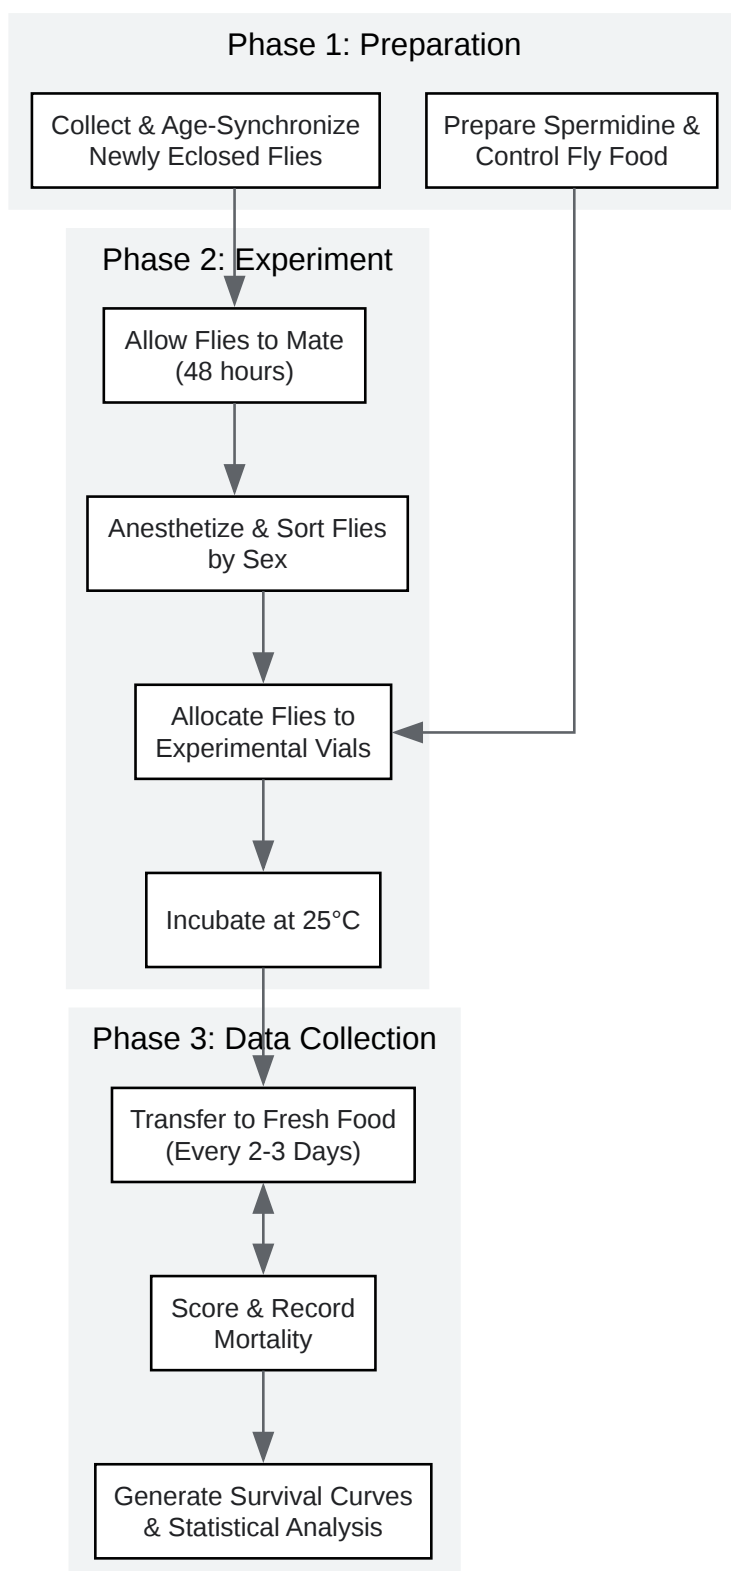 Phase 1: Preparation
Collect & Age-Synchronize
Newly Eclosed Flies
Prepare Spermidine &
Control Fly Food
Phase 2: Experiment
Allow Flies to Mate
(48 hours)
Anesthetize & Sort Flies
by Sex
Allocate Flies to
Experimental Vials
Incubate at 25°C
Phase 3: Data Collection
Transfer to Fresh Food
(Every 2-3 Days)
Score & Record
Mortality
Generate Survival Curves
& Statistical Analysis